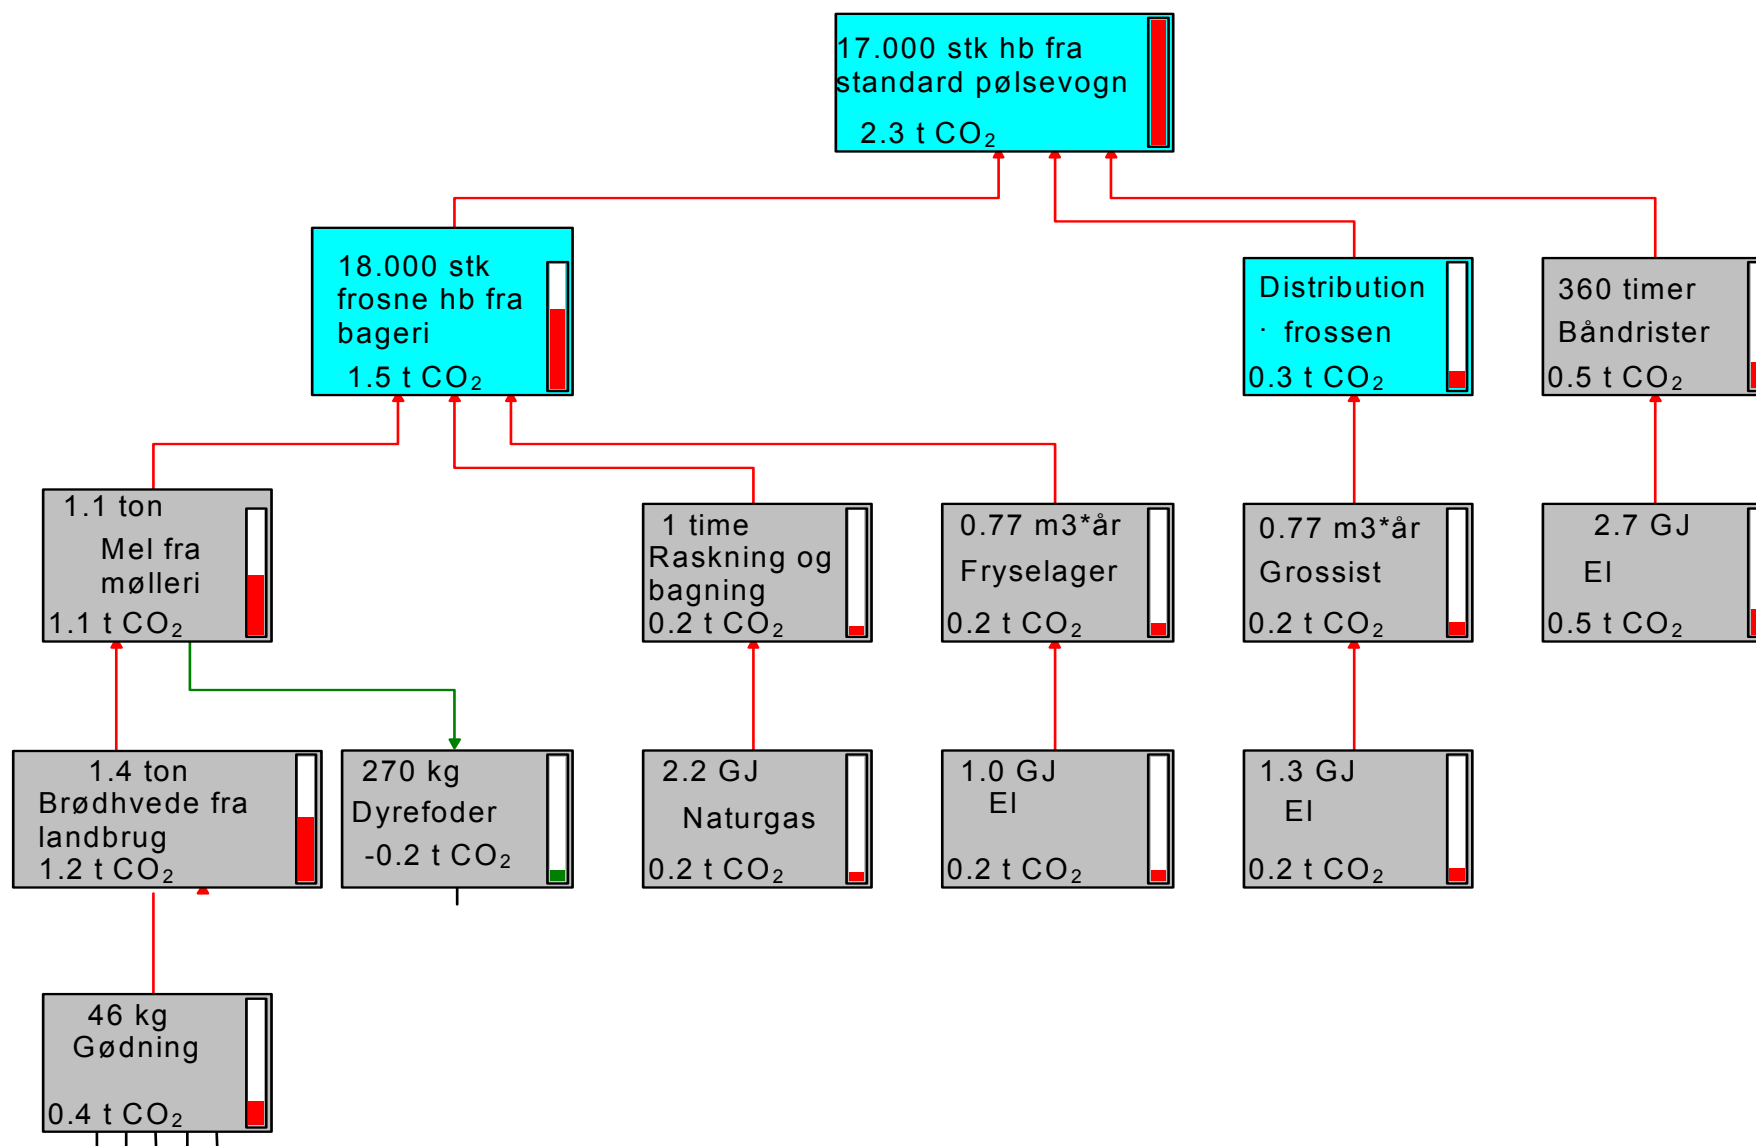 17.000 stk hb fra
standard pølsevogn
2.3 t CO₂
18.000 stk
frosne hb fra
bageri
1.5 t CO₂
Distribution
· frossen
0.3 t CO₂
360 timer
Båndrister
0.5 t CO₂
1.1 ton
Mel fra
mølleri
1.1 t CO₂
1 time
Raskning og
bagning
0.2 t CO₂
0.77 m3*år
Fryselager
0.2 t CO₂
0.77 m3*år
Grossist
0.2 t CO₂
2.7 GJ
El
0.5 t CO₂
1.4 ton
Brødhvede fra
landbrug
1.2 t CO₂
270 kg
Dyrefoder
-0.2 t CO₂
2.2 GJ
Naturgas
0.2 t CO₂
1.0 GJ
El
0.2 t CO₂
1.3 GJ
El
0.2 t CO₂
46 kg
Gødning
0.4 t CO₂